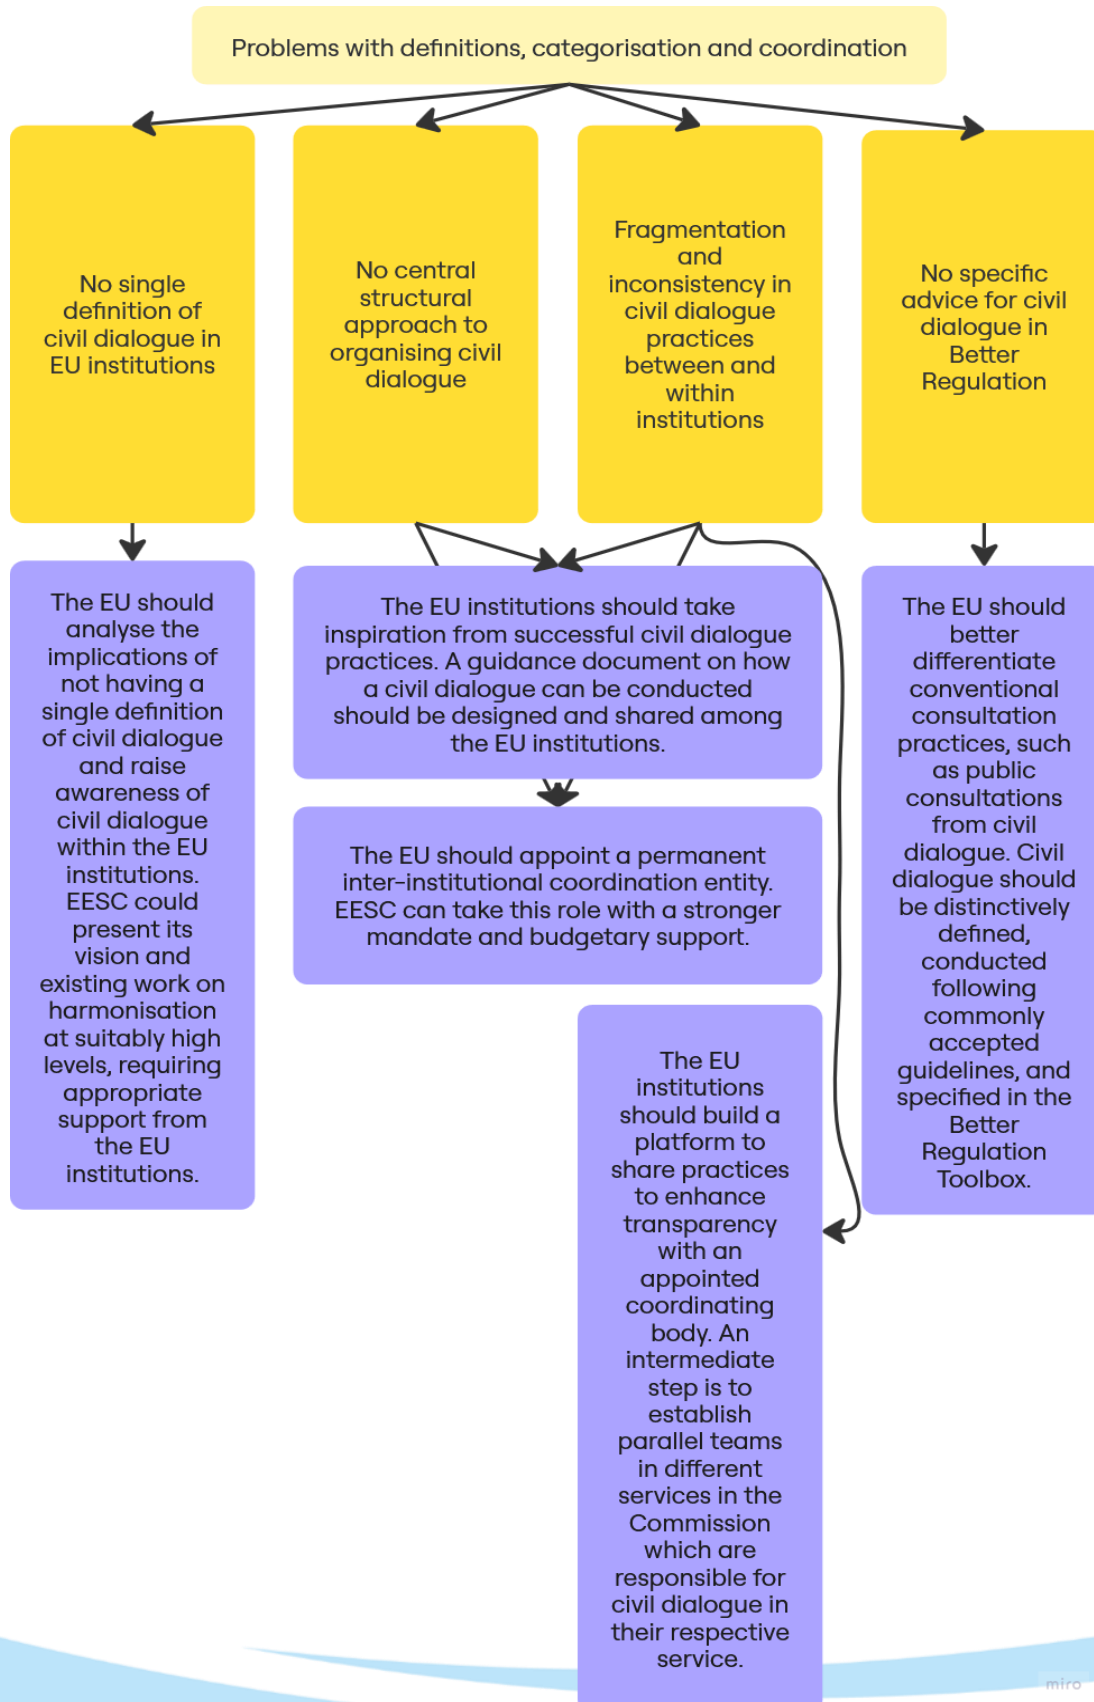 Problems with definitions, categorisation and coordination
No single
definition of
civil dialogue in
EU institutions
No central
structural
approach to
organising civil
dialogue
Fragmentation
and
inconsistency in
civil dialogue
practices
between and
within
institutions
No specific
advice for civil
dialogue in
Better
Regulation
The EU should
analyse the
implications of
not having a
single definition
of civil dialogue
and raise
awareness of
civil dialogue
within the EU
institutions.
EESC could
present its
vision and
existing work on
harmonisation
at suitably high
levels, requiring
appropriate
support from
the EU
institutions.
The EU institutions should take
inspiration from successful civil dialogue
practices. A guidance document on how
a civil dialogue can be conducted
should be designed and shared among
the EU institutions.
The EU should appoint a permanent
inter-institutional coordination entity.
EESC can take this role with a stronger
mandate and budgetary support.
The EU
institutions
should build a
platform to
share practices
to enhance
transparency
with an
appointed
coordinating
body. An
intermediate
step is to
establish
parallel teams
in different
services in the
Commission
which are
responsible for
civil dialogue in
their respective
service.
The EU should
better
differentiate
conventional
consultation
practices, such
as public
consultations
from civil
dialogue. Civil
dialogue should
be distinctively
defined,
conducted
following
commonly
accepted
guidelines, and
specified in the
Better
Regulation
Toolbox.
miro